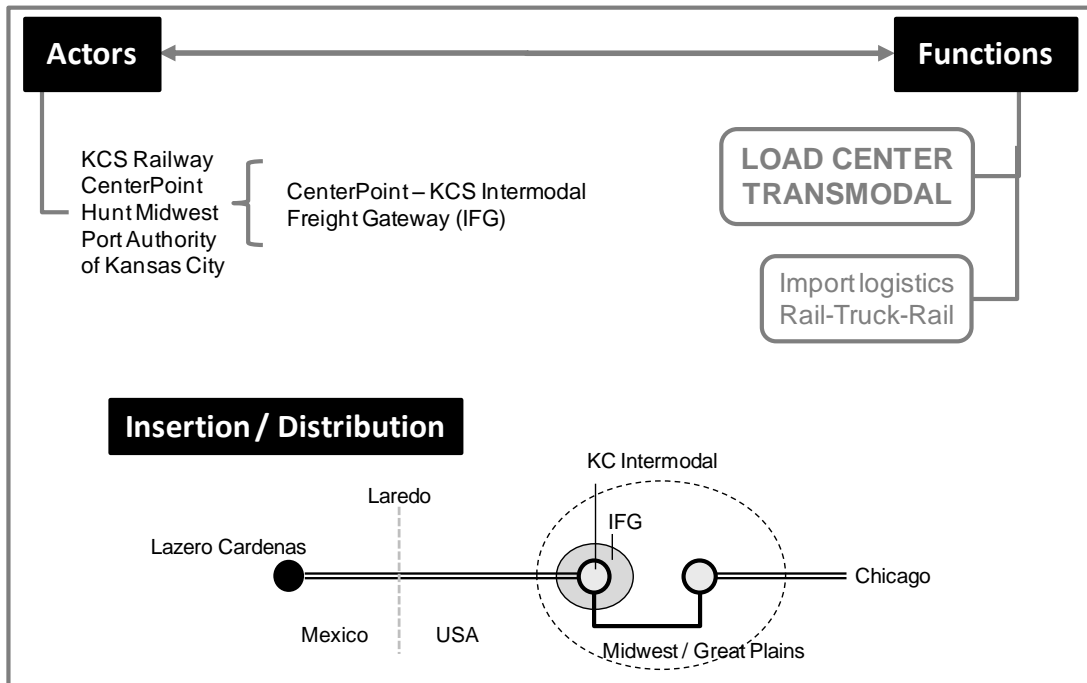 Actors
Functions
KCS Railway
CenterPoint
Hunt Midwest
Port Authority
of Kansas City
CenterPoint – KCS Intermodal
Freight Gateway (IFG)
LOAD CENTER
TRANSMODAL
Import logistics
Rail-Truck-Rail
Insertion / Distribution
KC Intermodal
Laredo
IFG
Lazero Cardenas
Chicago
Mexico
USA
Midwest / Great Plains